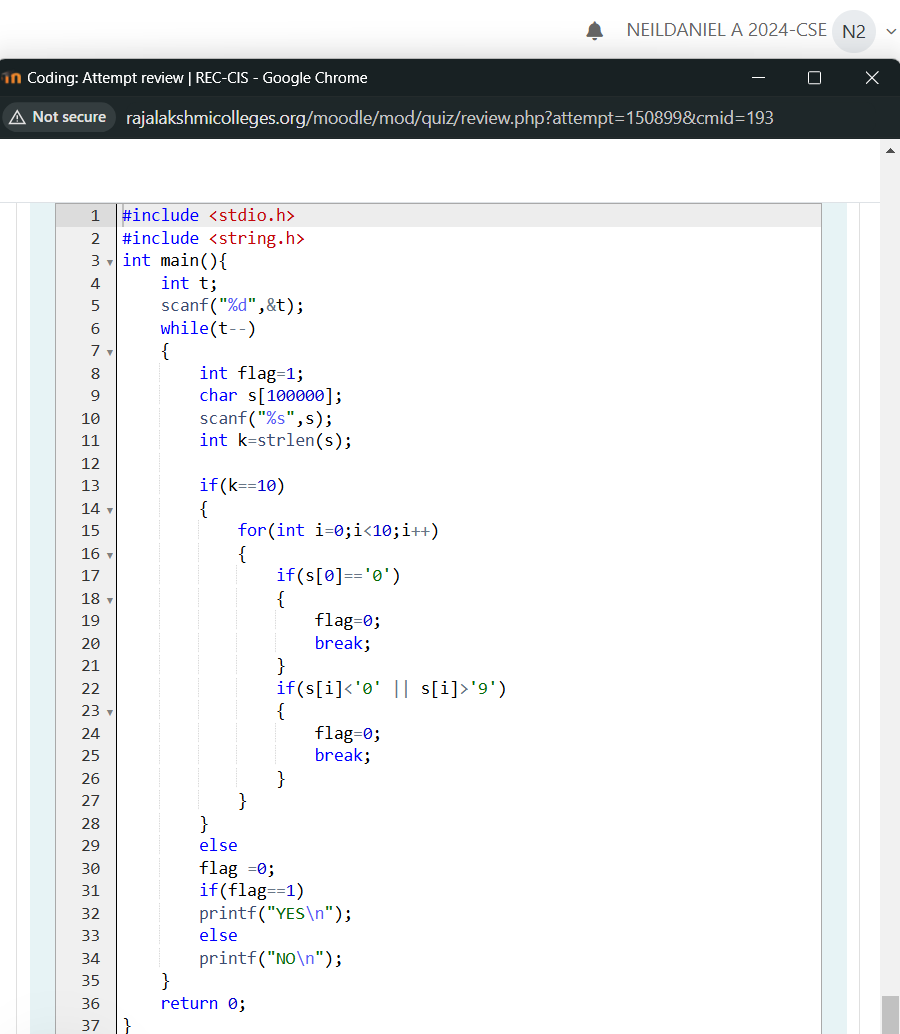 NEILDANIEL A 2024-CSE N2
Coding: Attempt review | REC-CIS - Google Chrome
Not secure rajalakshmicolleges.org/moodle/mod/quiz/review.php?attempt=150899&cmid=193
1 #include <stdio.h>
2 #include <string.h>
3 int main(){
4     int t;
5     scanf("%d",&t);
6     while(t--)
7     {
8         int flag=1;
9         char s[100000];
10         scanf("%s",s);
11         int k=strlen(s);
12
13         if(k==10)
14         {
15             for(int i=0;i<10;i++)
16             {
17                 if(s[0]=='0')
18                 {
19                     flag=0;
20                     break;
21                 }
22                 if(s[i]<'0' || s[i]>'9')
23                 {
24                     flag=0;
25                     break;
26                 }
27             }
28         }
29         else
30         flag =0;
31         if(flag==1)
32         printf("YES\n");
33         else
34         printf("NO\n");
35     }
36     return 0;
37 }